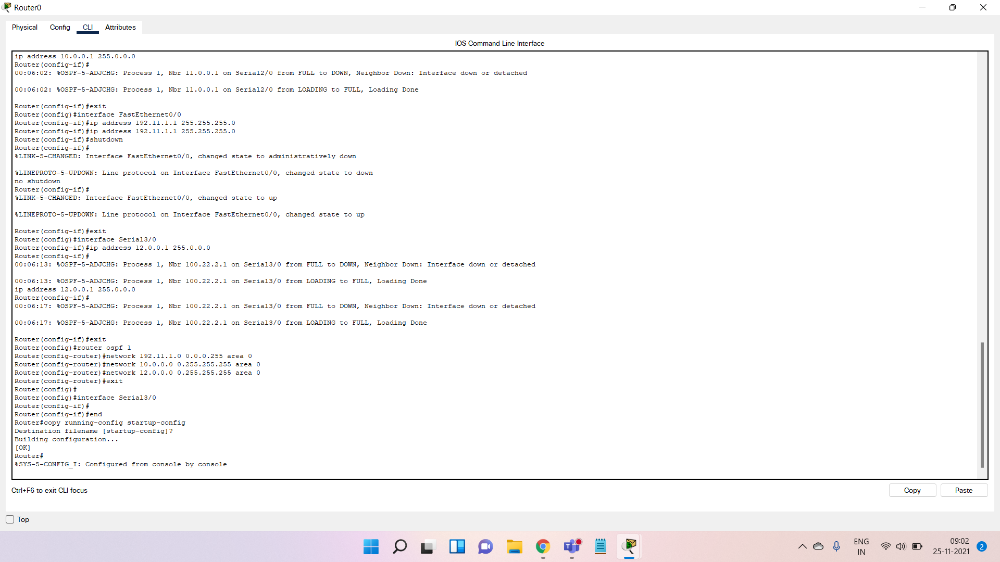 Router0
Physical Config CLI Attributes
IOS Command Line Interface
ip address 10.0.0.1 255.0.0.0
Router(config-if)#
00:06:02: %OSPF-5-ADJCHG: Process 1, Nbr 11.0.0.1 on Serial2/0 from FULL to DOWN, Neighbor Down: Interface down or detached
00:06:02: %OSPF-5-ADJCHG: Process 1, Nbr 11.0.0.1 on Serial2/0 from LOADING to FULL, Loading Done
Router(config-if)#exit
Router(config)#interface FastEthernet0/0
Router(config-if)#ip address 192.11.1.1 255.255.255.0
Router(config-if)#ip address 192.11.1.1 255.255.255.0
Router(config-if)#shutdown
Router(config-if)#
%LINK-5-CHANGED: Interface FastEthernet0/0, changed state to administratively down
%LINEPROTO-5-UPDOWN: Line protocol on Interface FastEthernet0/0, changed state to down
no shutdown
Router(config-if)#
%LINK-5-CHANGED: Interface FastEthernet0/0, changed state to up
%LINEPROTO-5-UPDOWN: Line protocol on Interface FastEthernet0/0, changed state to up
Router(config-if)#exit
Router(config)#interface Serial3/0
Router(config-if)#ip address 12.0.0.1 255.0.0.0
Router(config-if)#
00:06:13: %OSPF-5-ADJCHG: Process 1, Nbr 100.22.2.1 on Serial3/0 from FULL to DOWN, Neighbor Down: Interface down or detached
00:06:13: %OSPF-5-ADJCHG: Process 1, Nbr 100.22.2.1 on Serial3/0 from LOADING to FULL, Loading Done
ip address 12.0.0.1 255.0.0.0
Router(config-if)#
00:06:17: %OSPF-5-ADJCHG: Process 1, Nbr 100.22.2.1 on Serial3/0 from FULL to DOWN, Neighbor Down: Interface down or detached
00:06:17: %OSPF-5-ADJCHG: Process 1, Nbr 100.22.2.1 on Serial3/0 from LOADING to FULL, Loading Done
Router(config-if)#exit
Router(config)#router ospf 1
Router(config-router)#network 192.11.1.0 0.0.0.255 area 0
Router(config-router)#network 10.0.0.0 0.255.255.255 area 0
Router(config-router)#network 12.0.0.0 0.255.255.255 area 0
Router(config-router)#exit
Router(config)#
Router(config)#interface Serial3/0
Router(config-if)#
Router(config-if)#end
Router#copy running-config startup-config
Destination filename [startup-config]?
Building configuration...
[OK]
Router#
%SYS-5-CONFIG_I: Configured from console by console
Ctrl+F6 to exit CLI focus
Copy Paste
Top
ENG
IN
09:02
25-11-2021
2